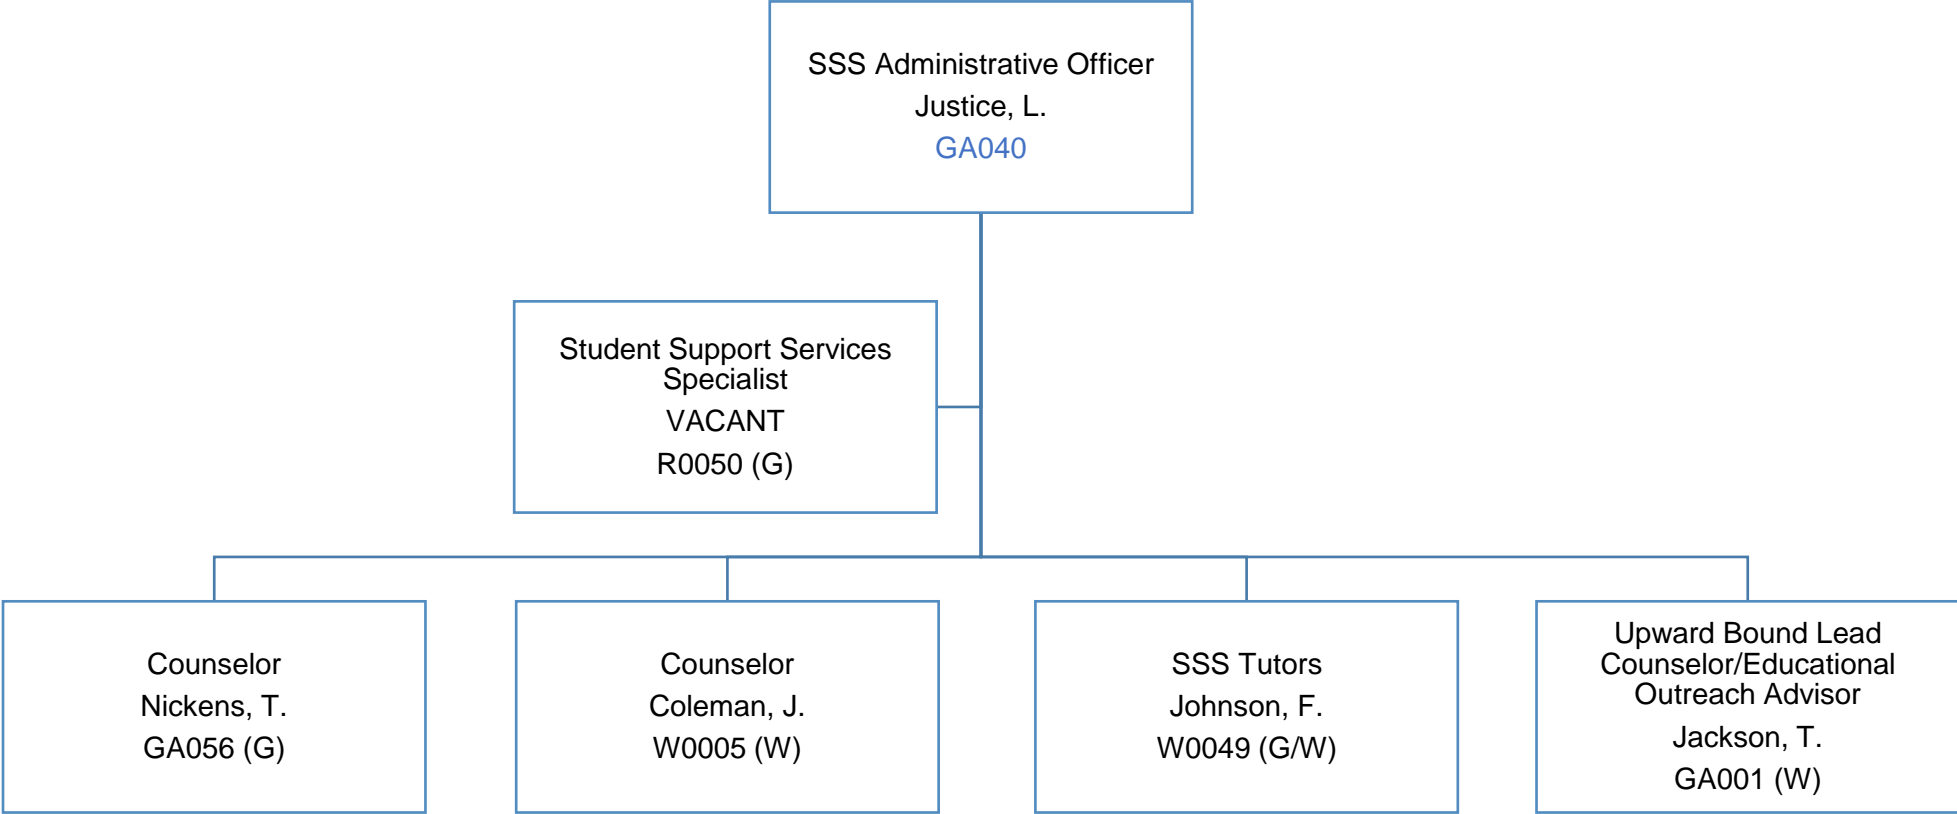 SSS Administrative Officer
Justice, L.
GA040
Student Support Services
Specialist
VACANT
R0050 (G)
Counselor
Nickens, T.
GA056 (G)
Counselor
Coleman, J.
W0005 (W)
SSS Tutors
Johnson, F.
W0049 (G/W)
Upward Bound Lead
Counselor/Educational
Outreach Advisor
Jackson, T.
GA001 (W)